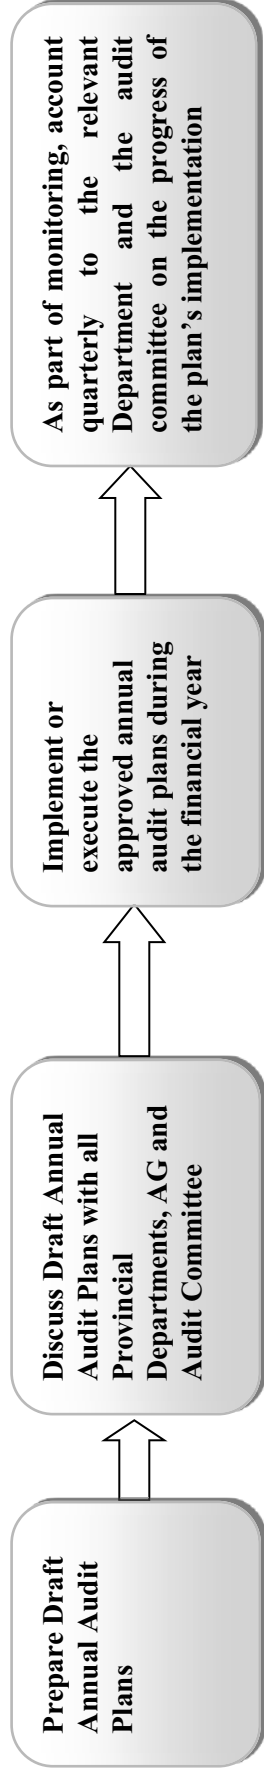 Prepare Draft
Annual Audit
Plans
Discuss Draft Annual
Audit Plans with all
Provincial
Departments, AG and
Audit Committee
Implement or
execute the
approved annual
audit plans during
the financial year
As part of monitoring, account
quarterly to the relevant
Department and the audit
committee on the progress of
the plan’s implementation